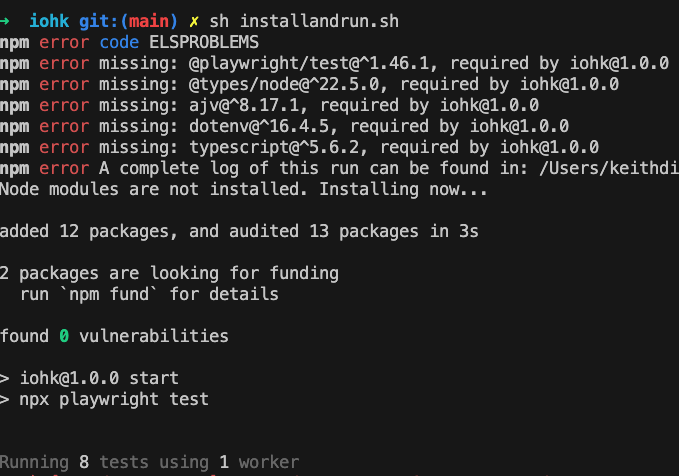 → iohk git:(main) ✗ sh installandrun.sh
npm error code ELSPROBLEMS
npm error missing: @playwright/test@^1.46.1, required by iohk@1.0.0
npm error missing: @types/node@^22.5.0, required by iohk@1.0.0
npm error missing: ajv@^8.17.1, required by iohk@1.0.0
npm error missing: dotenv@^16.4.5, required by iohk@1.0.0
npm error missing: typescript@^5.6.2, required by iohk@1.0.0
npm error A complete log of this run can be found in: /Users/keithdi
Node modules are not installed. Installing now...
added 12 packages, and audited 13 packages in 3s
2 packages are looking for funding
run `npm fund` for details
found 0 vulnerabilities
> iohk@1.0.0 start
> npx playwright test
Running 8 tests using 1 worker